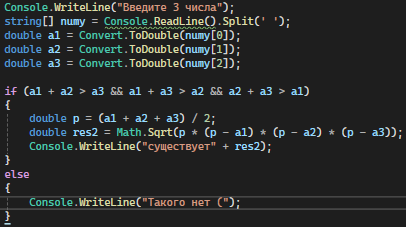 Console.WriteLine("Введите 3 числа");
string[] numy = Console.ReadLine().Split(' ');
double a1 = Convert.ToDouble(numy[0]);
double a2 = Convert.ToDouble(numy[1]);
double a3 = Convert.ToDouble(numy[2]);
if (a1 + a2 > a3 && a1 + a3 > a2 && a2 + a3 > a1)
{
double p = (a1 + a2 + a3) / 2;
double res2 = Math.Sqrt(p * (p - a1) * (p - a2) * (p - a3));
Console.WriteLine("существует" + res2);
}
else
{
Console.WriteLine("Такого нет (");
}